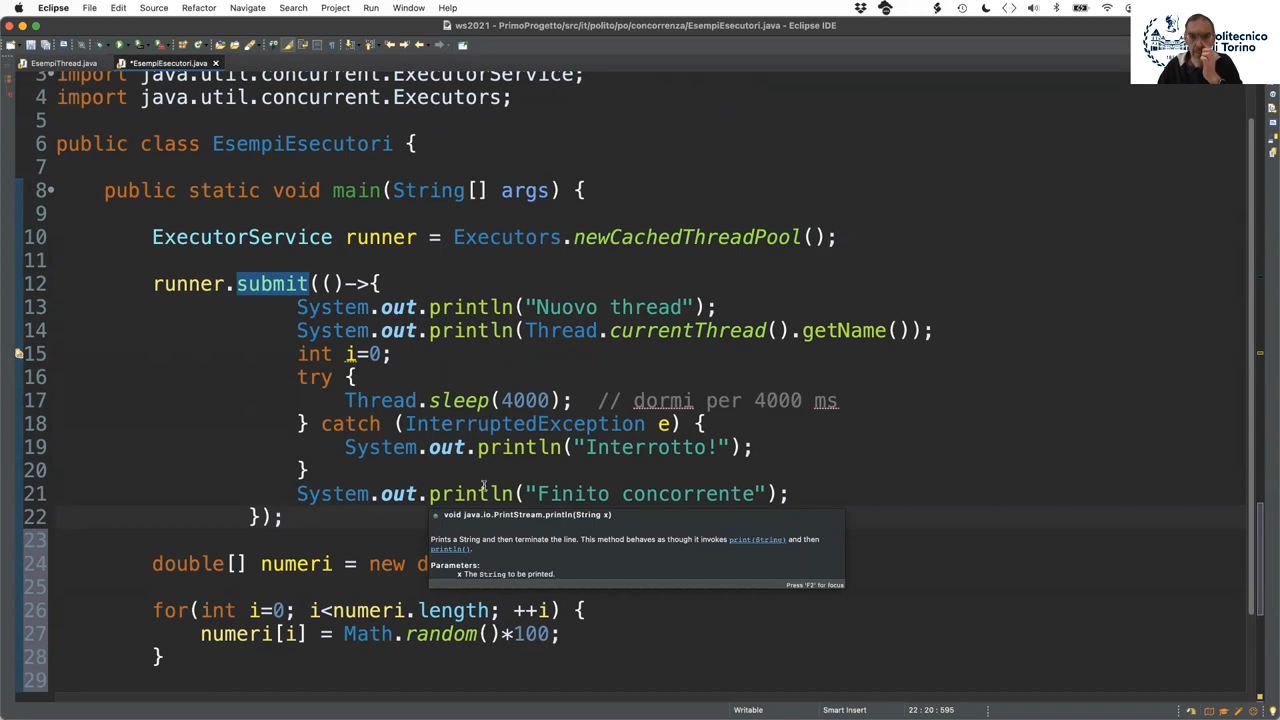 Eclipse File Edit Source Refactor Navigate Search Project Run Window Help
ws2021 - PrimoProgetto/src/it/polito/po/concorrenza/EsempiEsecutori.java - Eclipse IDE
Politecnico
di Torino
EsempiThread.java *EsempiEsecutori.java
3 import java.util.concurrent.ExecutorService;
4 import java.util.concurrent.Executors;
5
6 public class EsempiEsecutori {
7
8 public static void main(String[] args) {
9
10 ExecutorService runner = Executors.newCachedThreadPool();
11
12 runner.submit(()->{
13 System.out.println("Nuovo thread");
14 System.out.println(Thread.currentThread().getName());
15 int i=0;
16 try {
17 Thread.sleep(4000); // dormi per 4000 ms
18 } catch (InterruptedException e) {
19 System.out.println("Interrotto!");
20 }
21 System.out.println("Finito concorrente");
22 });
void java.io.PrintStream.println(String x)
Prints a String and then terminate the line. This method behaves as though it invokes print(String) and then
println().
Parameters:
x The String to be printed.
Press 'F2' for focus
23
24 double[] numeri = new d
25
26 for(int i=0; i<numeri.length; ++i) {
27 numeri[i] = Math.random()*100;
28 }
29
Writable Smart Insert 22 : 20 : 595